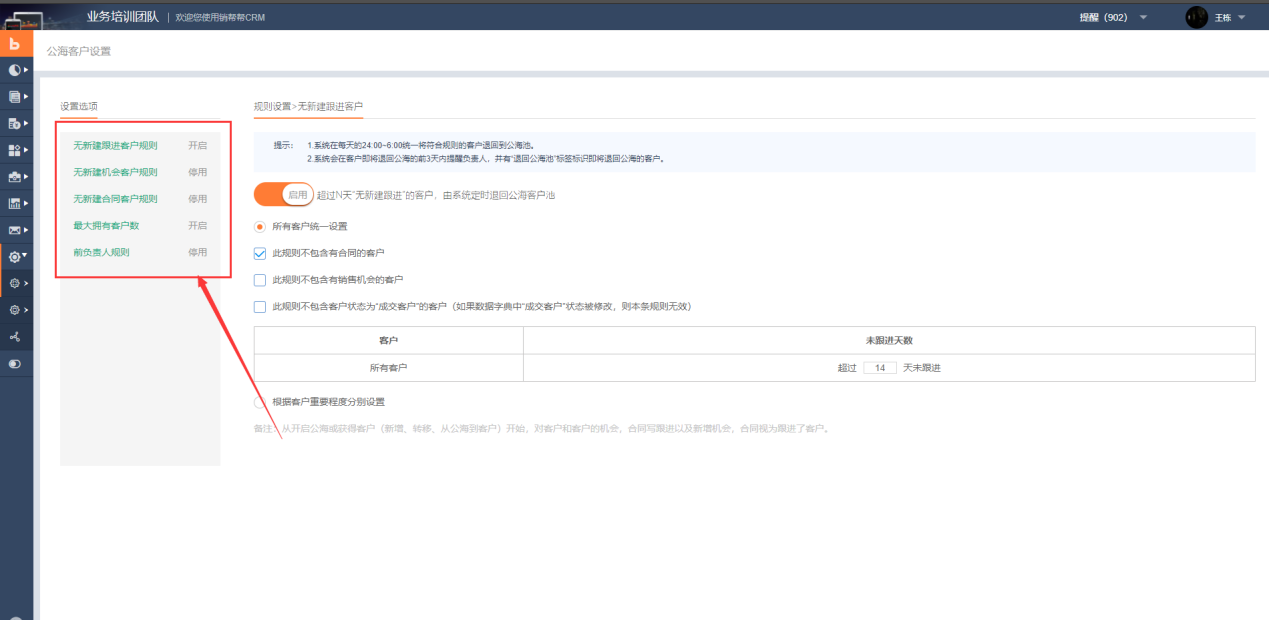 业务培训团队 | 欢迎您使用销帮帮CRM
提醒（902）
王栋
公海客户设置
设置选项
无新建跟进客户规则 开启
无新建机会客户规则 停用
无新建合同客户规则 停用
最大拥有客户数 开启
前负责人规则 停用
规则设置>无新建跟进客户
提示： 1.系统在每天的24:00~6:00统一将符合规则的客户退回到公海池。
2.系统会在客户即将退回公海的前3天内提醒负责人，并有“退回公海池”标签标识即将退回公海的客户。
启用 超过N天“无新建跟进”的客户，由系统定时退回公海客户池
所有客户统一设置
此规则不包含有合同的客户
此规则不包含有销售机会的客户
此规则不包含客户状态为“成交客户”的客户（如果数据字典中“成交客户”状态被修改，则本条规则无效）
客户 未跟进天数
所有客户 超过 14 天未跟进
根据客户重要程度分别设置
备注：从开启公海或获得客户（新增、转移、从公海到客户）开始，对客户和客户的机会、合同写跟进以及新增机会、合同视为跟进了客户。